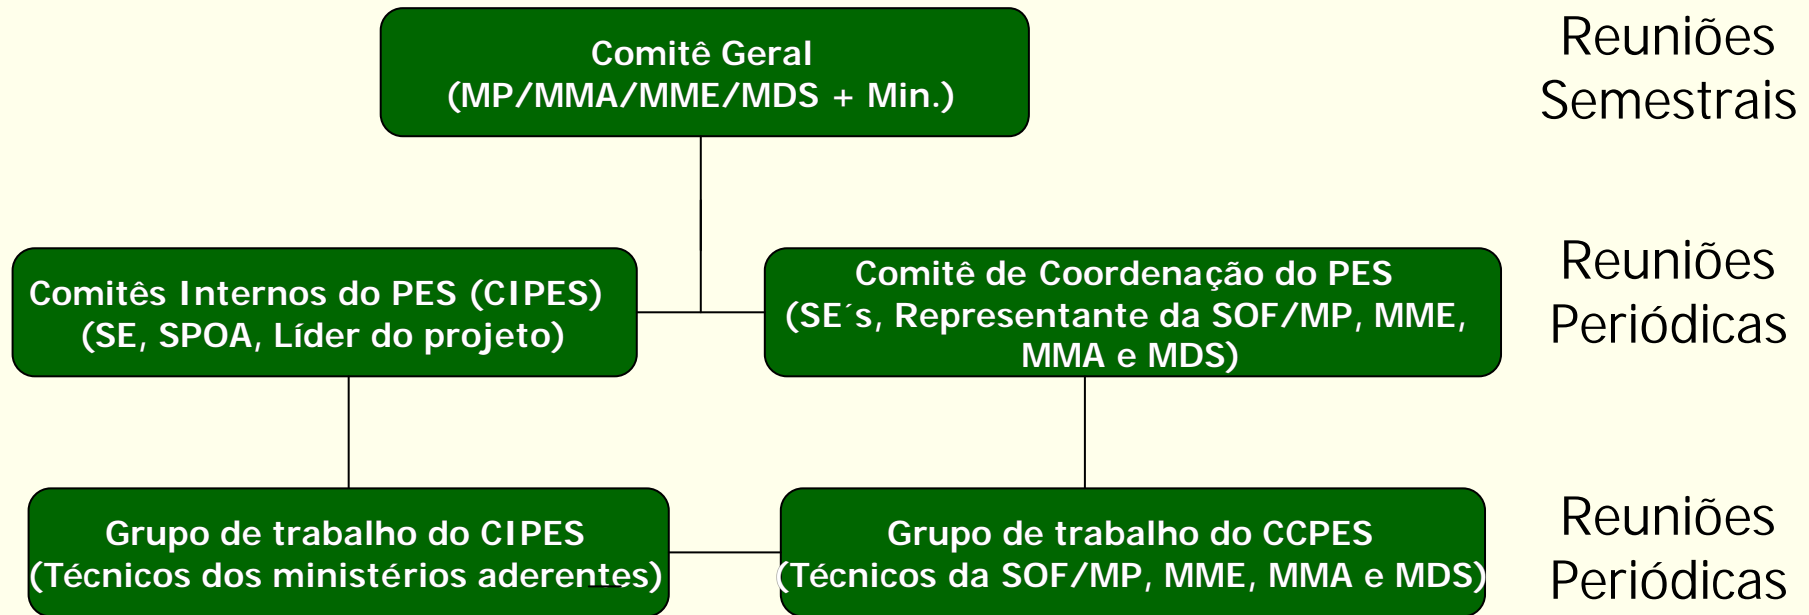 Comitê Geral
(MP/MMA/MME/MDS + Min.)
Reuniões
Semestrais
Comitês Internos do PES (CIPES)
(SE, SPOA, Líder do projeto)
Comitê de Coordenação do PES
(SE´s, Representante da SOF/MP, MME,
MMA e MDS)
Reuniões
Periódicas
Grupo de trabalho do CIPES
(Técnicos dos ministérios aderentes)
Grupo de trabalho do CCPES
(Técnicos da SOF/MP, MME, MMA e MDS)
Reuniões
Periódicas